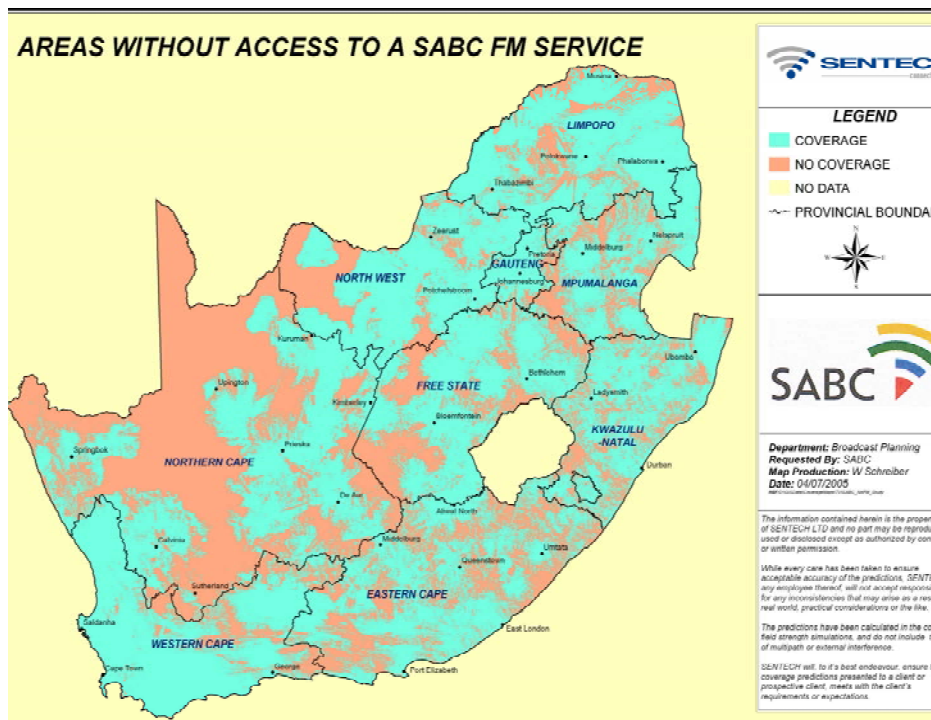 AREAS WITHOUT ACCESS TO A SABC FM SERVICE
SENTEC
LEGEND
COVERAGE
NO COVERAGE
NO DATA
PROVINCIAL BOUNDAR
N
W
E
S
SABC
Department: Broadcast Planning
Requested By: SABC
Map Production: W Schreiber
Date: 04/07/2005
The information contained herein is the proper
of SENTECH LTD and no part may be reprodu
used or disclosed except as authorized by con
or written permission.
While every care has been taken to ensure
acceptable accuracy of the predictions, SENTE
any employee thereof, will not accept respons
for any inconsistencies that may arise as a res
real world, practical considerations or the like.
The predictions have been calculated in the co
field strength simulations, and do not include
of multipath or external interference.
SENTECH will, to it's best endeavour, ensure
coverage predictions presented to a client or
prospective client, meets with the client's
requirements or expectations
Messina
LIMPOPO
Polokwane
Phalaborwa
Thabazimbi
Zeerust
Nelspruit
Pretoria
Middelburg
GAUTENG
NORTH WEST
Johannesburg
MPUMALANGA
Potchefstroom
Kuruman
Ubombo
Upington
FREE STATE
Bethlehem
Kimberley
Ladysmith
Bloemfontein
KWAZULU
-NATAL
Springbok
Prieska
NORTHERN CAPE
Durban
De Aar
Aliwal North
Calvinia
Middelburg
Umtata
Queenstown
Sutherland
EASTERN CAPE
Saldanha
East London
WESTERN CAPE
Cape Town
George
Port Elizabeth